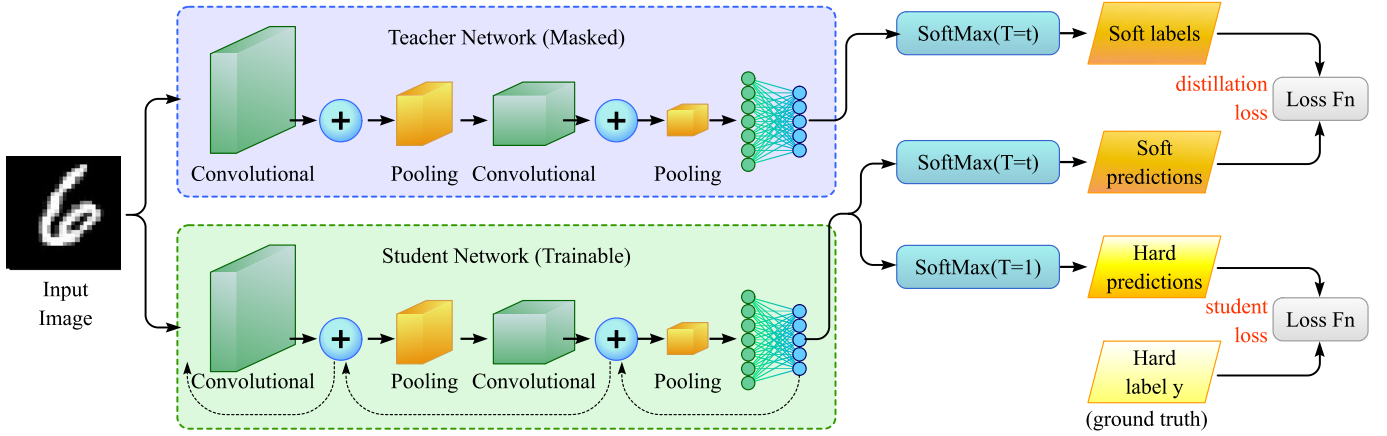 Teacher Network (Masked)
Convolutional
+
Pooling
Convolutional
+
Pooling
SoftMax(T=t)
Soft labels
distillation
loss
Loss Fn
SoftMax(T=t)
Soft
predictions
Input
Image
Student Network (Trainable)
Convolutional
+
Pooling
Convolutional
+
Pooling
SoftMax(T=1)
Hard
predictions
student
loss
Loss Fn
Hard
label y
(ground truth)